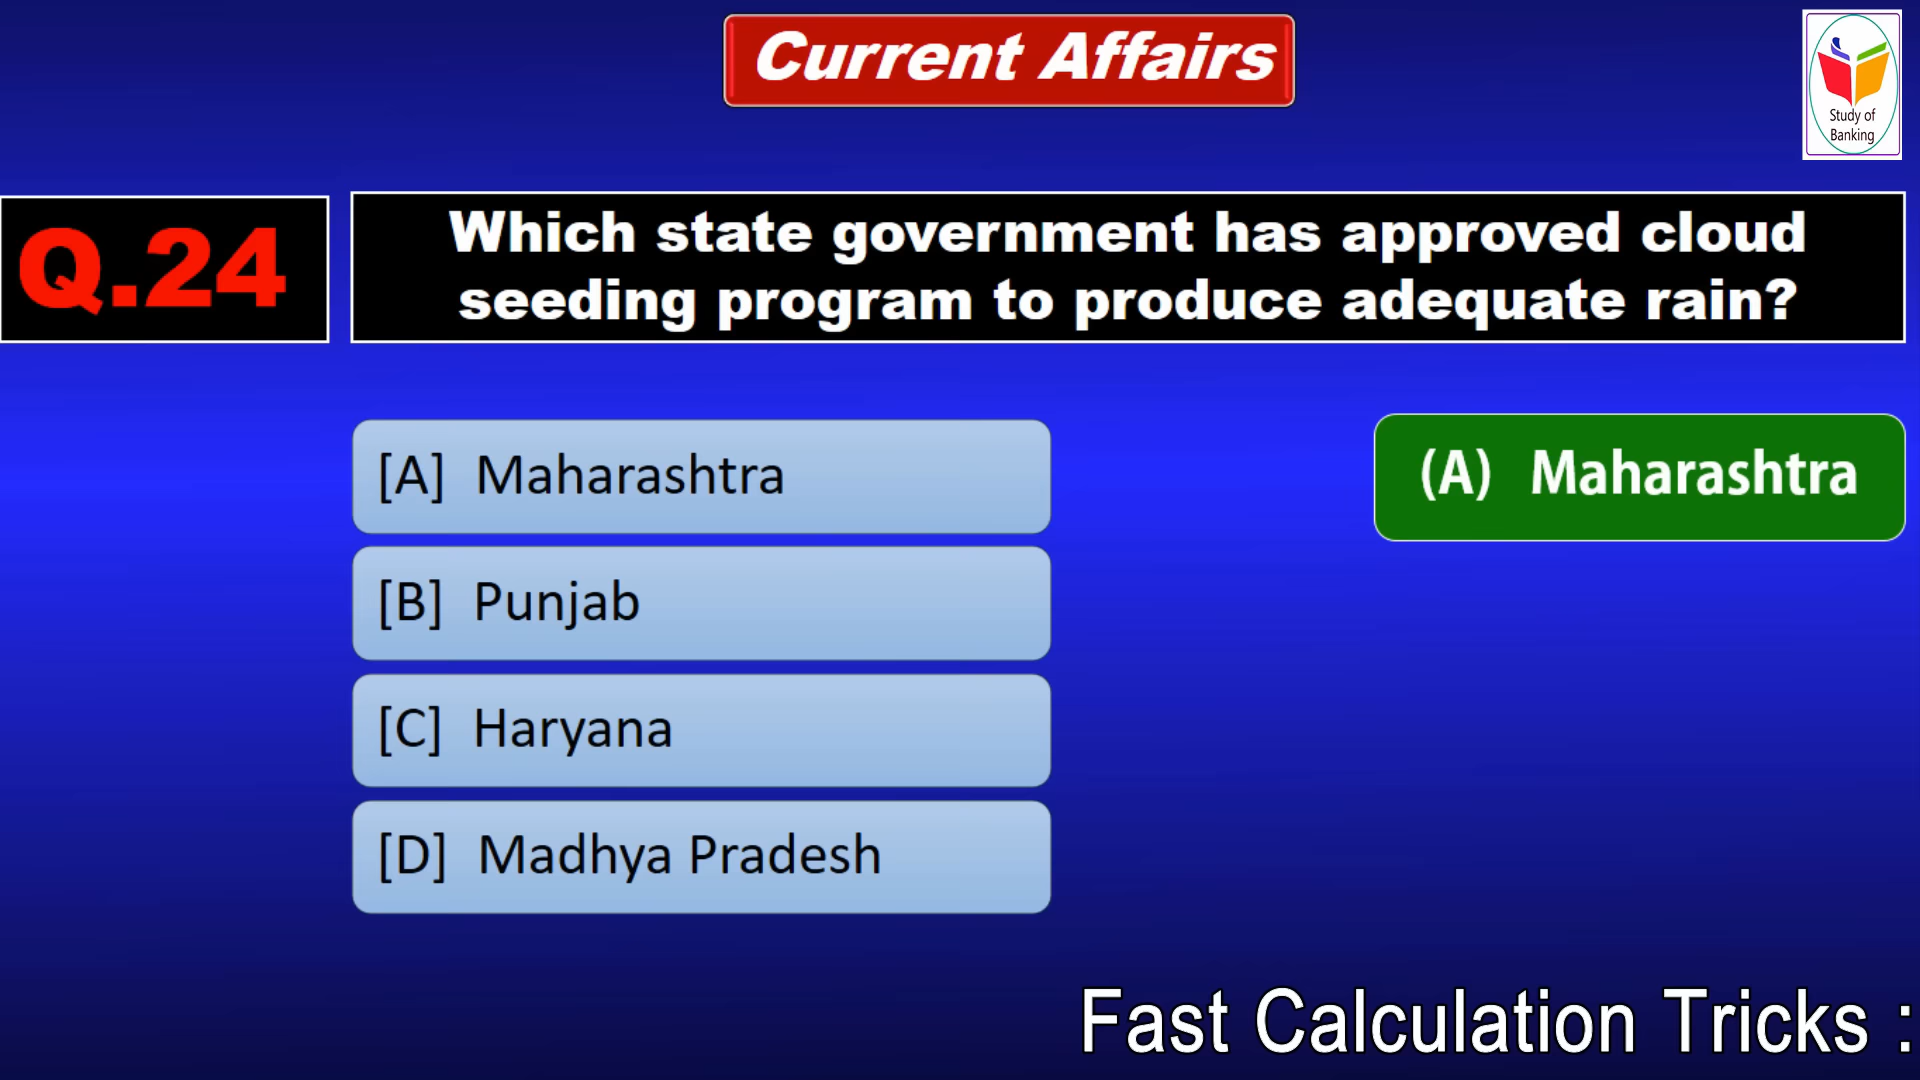 Current Affairs
Study of
Banking
Q.24
Which state government has approved cloud
seeding program to produce adequate rain?
[A] Maharashtra
(A) Maharashtra
[B] Punjab
[C] Haryana
[D] Madhya Pradesh
Fast Calculation Tricks :